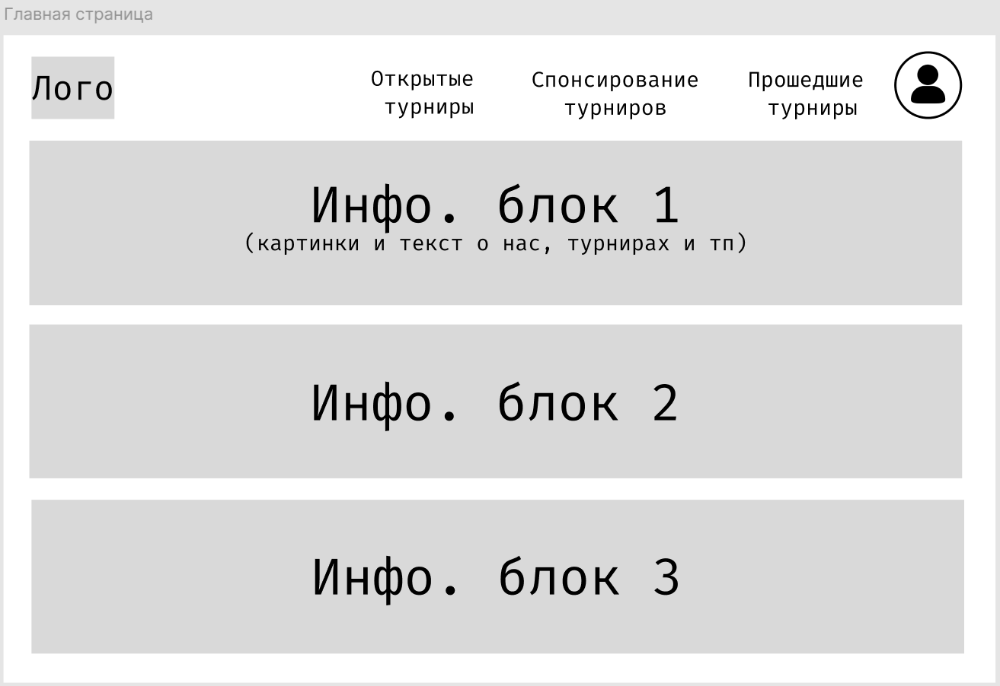 Главная страница
Лого
Открытые
турниры
Спонсирование
турниров
Прошедшие
турниры
Инфо. блок 1
(картинки и текст о нас, турнирах и тп)
Инфо. блок 2
Инфо. блок 3